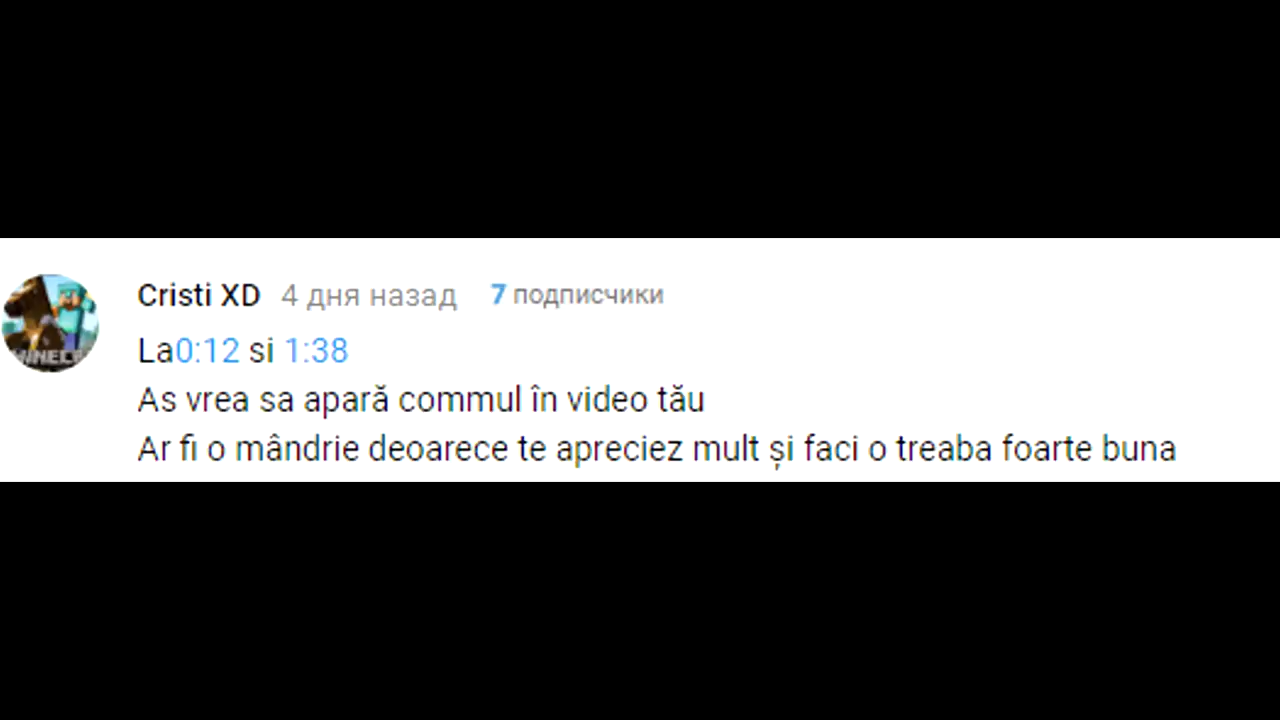 Cristi XD 4 дня назад 7 подписчики
La0:12 si 1:38
As vrea sa apară commul în video tău
Ar fi o mândrie deoarece te apreciez mult și faci o treaba foarte buna